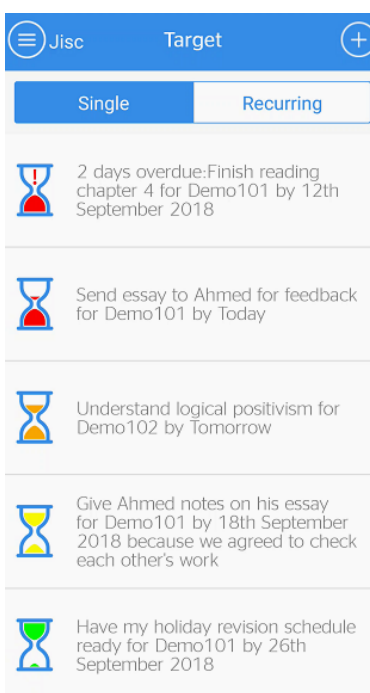 Jisc
Target
Single
Recurring
2 days overdue:Finish reading
chapter 4 for Demo101 by 12th
September 2018
Send essay to Ahmed for feedback
for Demo101 by Today
Understand logical positivism for
Demo102 by Tomorrow
Give Ahmed notes on his essay
for Demo101 by 18th September
2018 because we agreed to check
each other's work
Have my holiday revision schedule
ready for Demo101 by 26th
September 2018